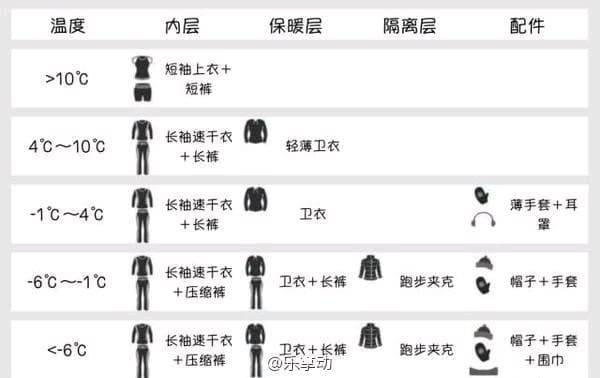 温度 内层 保暖层 隔离层 配件
>10℃ 短袖上衣＋
短裤
4℃～10℃ 长袖速干衣
＋长裤 轻薄卫衣
-1℃～4℃ 长袖速干衣
＋长裤 卫衣 薄手套＋耳
罩
-6℃～-1℃ 长袖速干衣
＋压缩裤 卫衣＋长裤 跑步夹克 帽子＋手套
<-6℃ 长袖速干衣
＋压缩裤 卫衣＋长裤 跑步夹克 帽子＋手套
＋围巾
@乐享动